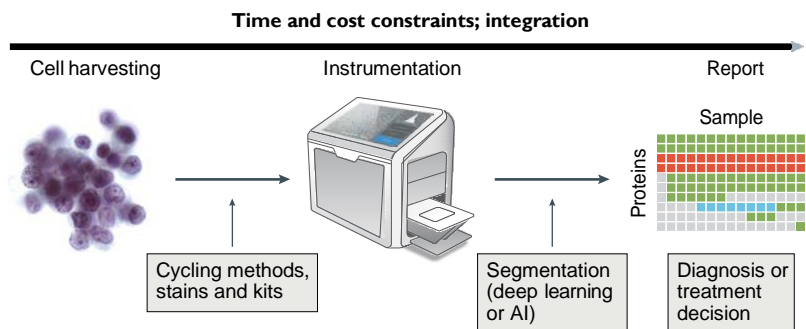 Time and cost constraints; integration
Cell harvesting
Instrumentation
Report
Sample
Proteins
Cycling methods,
stains and kits
Segmentation
(deep learning
or AI)
Diagnosis or
treatment
decision